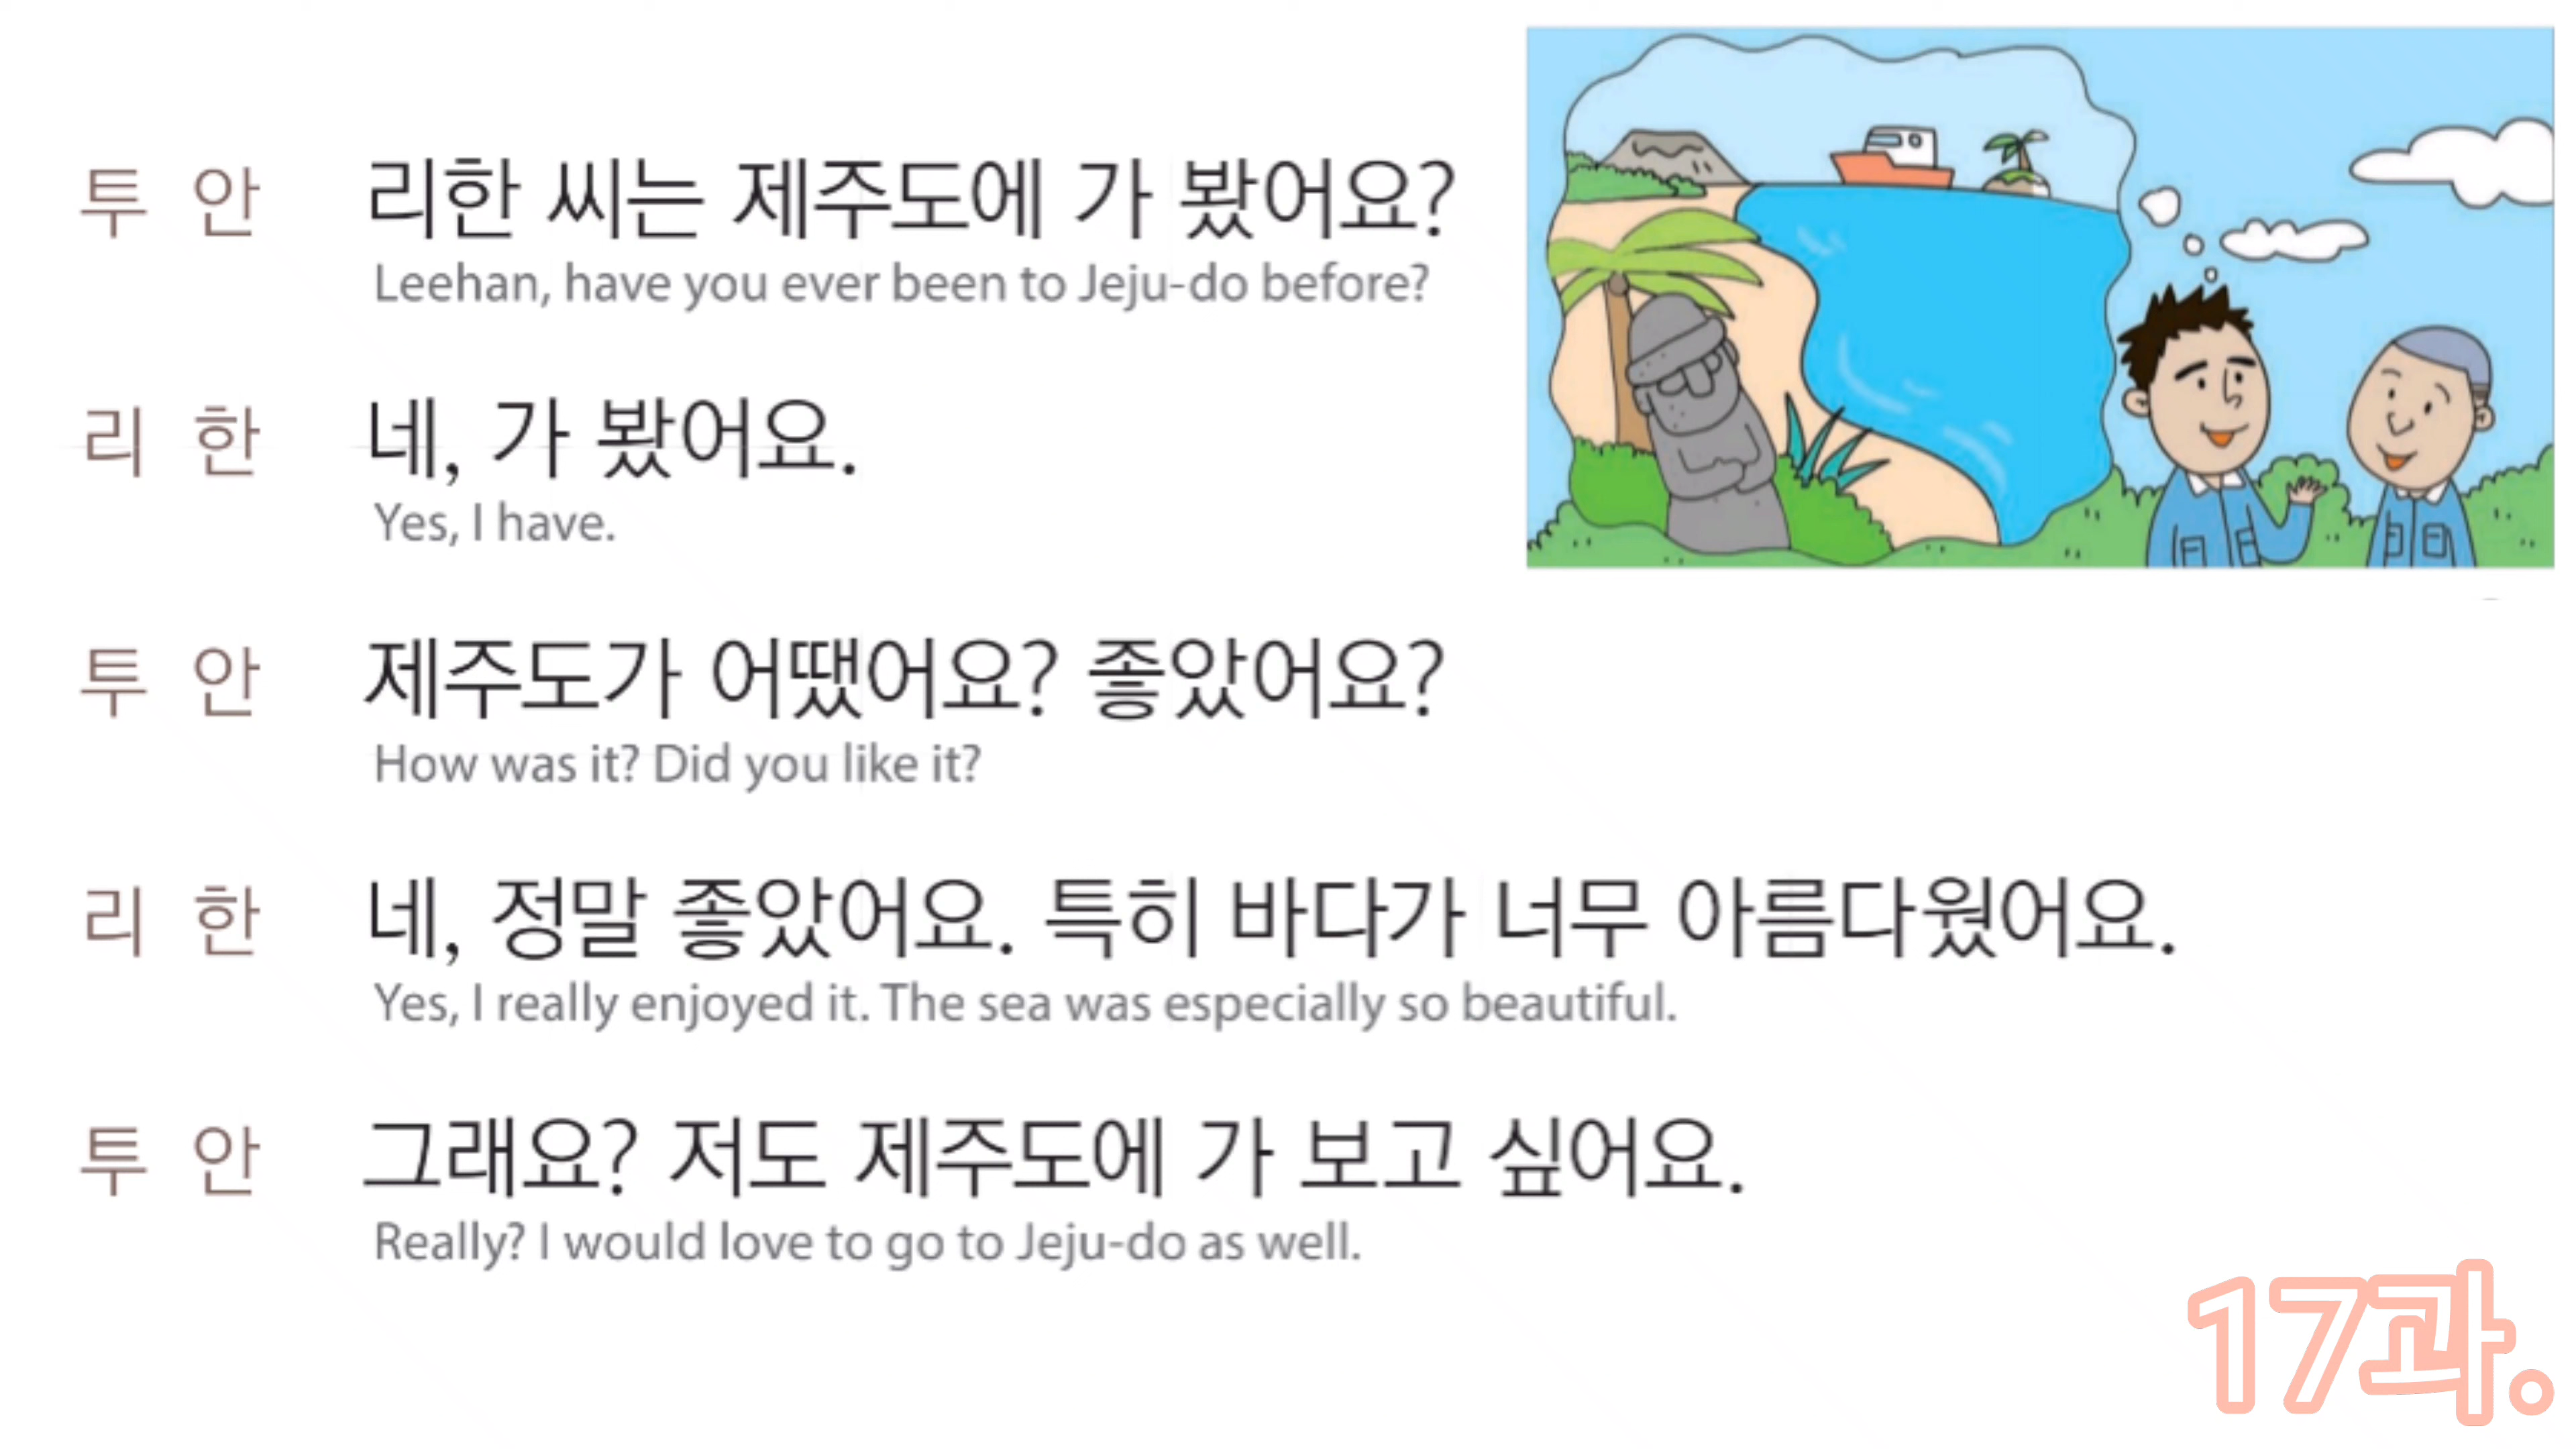 투 안 리한 씨는 제주도에 가 봤어요?
Leehan, have you ever been to Jeju-do before?
리 한 네, 가 봤어요.
Yes, I have.
투 안 제주도가 어땠어요? 좋았어요?
How was it? Did you like it?
리 한 네, 정말 좋았어요. 특히 바다가 너무 아름다웠어요.
Yes, I really enjoyed it. The sea was especially so beautiful.
투 안 그래요? 저도 제주도에 가 보고 싶어요.
Really? I would love to go to Jeju-do as well.
17과.